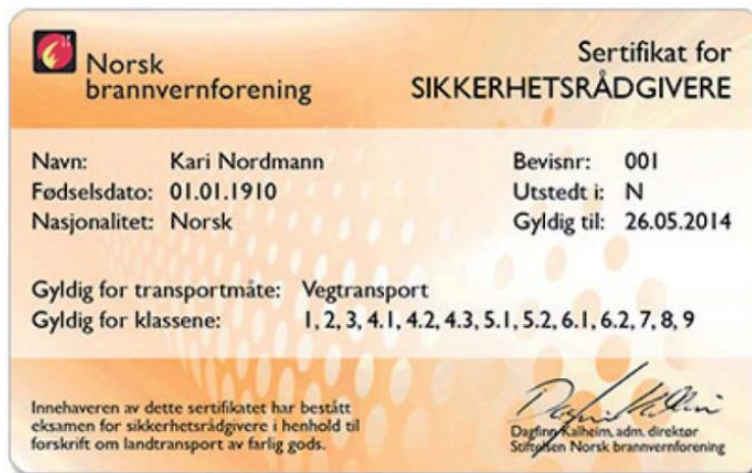 Norsk
brannvernforening
Sertifikat for
SIKKERHETSRÅDGIVERE
Navn: Kari Nordmann
Fødselsdato: 01.01.1910
Nasjonalitet: Norsk
Bevisnr: 001
Utstedt i: N
Gyldig til: 26.05.2014
Gyldig for transportmåte: Vegtransport
Gyldig for klassene: 1, 2, 3, 4.1, 4.2, 4.3, 5.1, 5.2, 6.1, 6.2, 7, 8, 9
Innehaveren av dette sertifikatet har bestått
eksamen for sikkerhetsrådgivere i henhold til
forskrift om landtransport av farlig gods.
Dagfinn Kalheim, adm. direktør
Stiftelsen Norsk brannvernforening